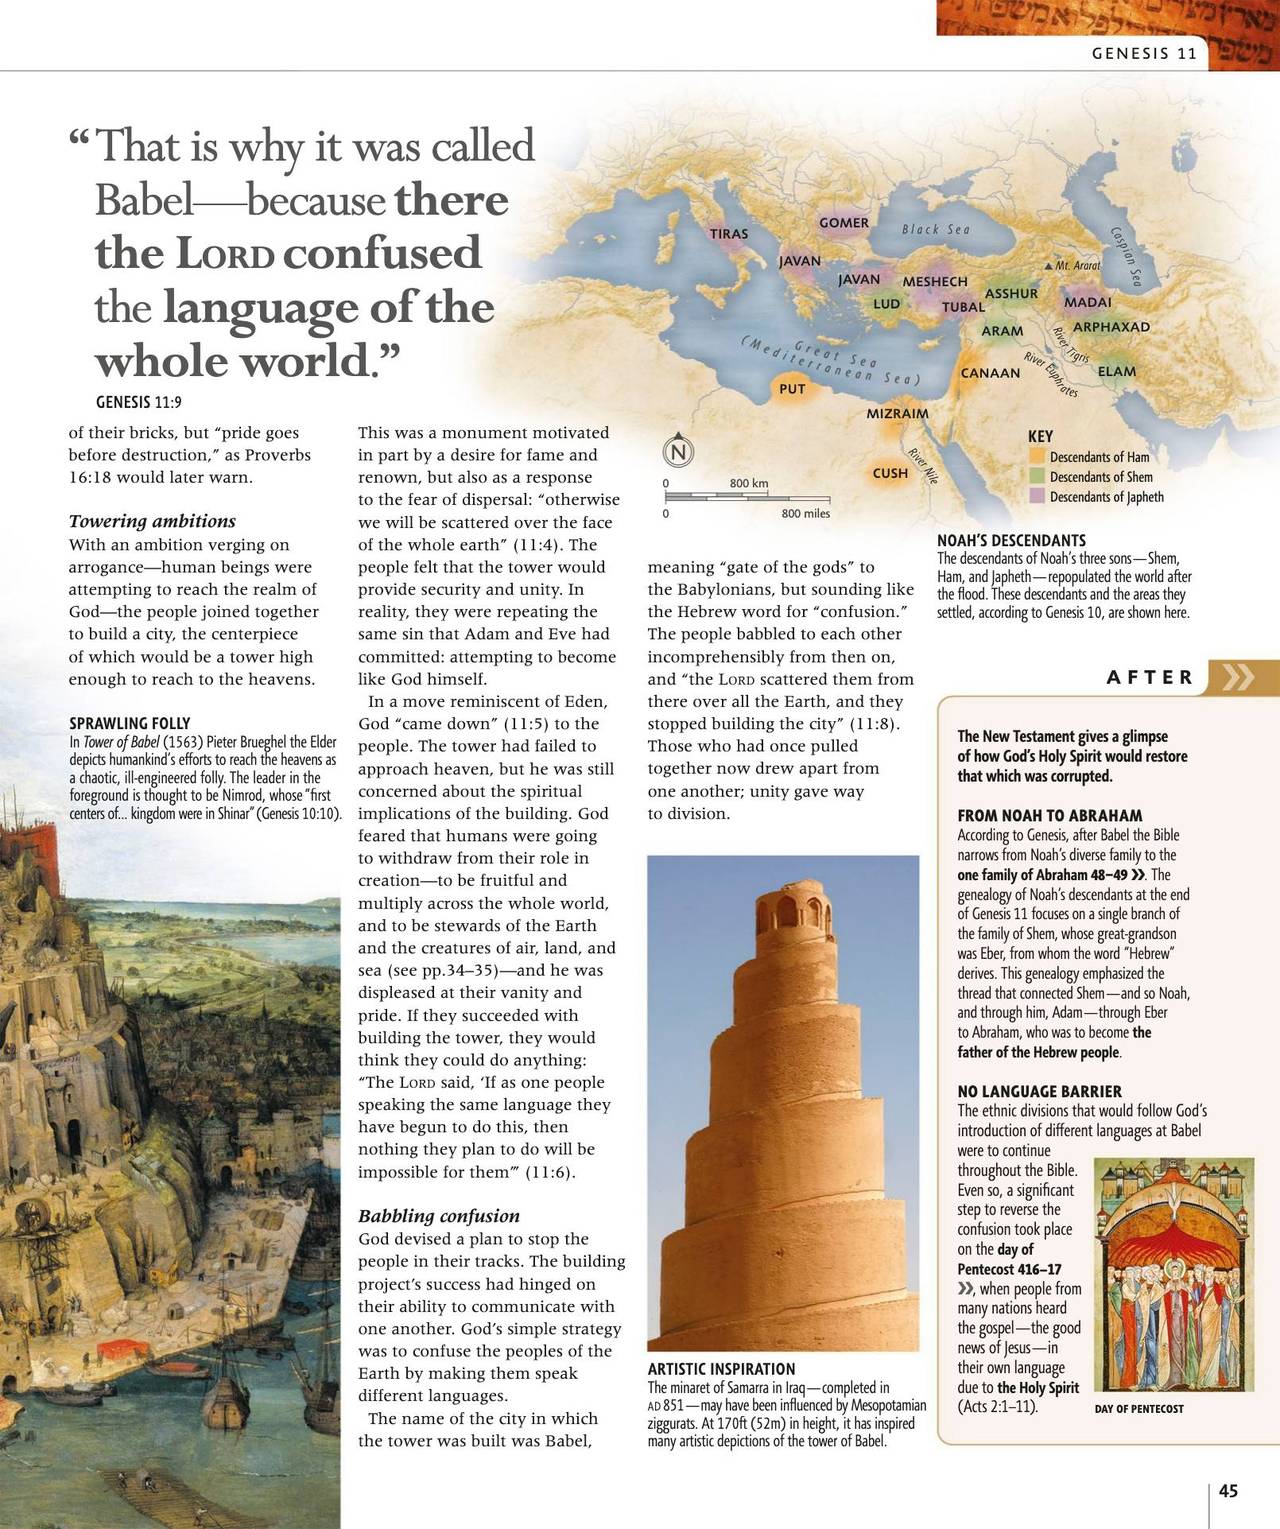 GENESIS 11
“That is why it was called
Babel—because there
the LORD confused
the language of the
whole world.”
GENESIS 11:9
of their bricks, but “pride goes
before destruction,” as Proverbs
16:18 would later warn.
Towering ambitions
With an ambition verging on
arrogance—human beings were
attempting to reach the realm of
God—the people joined together
to build a city, the centerpiece
of which would be a tower high
enough to reach to the heavens.
SPRAWLING FOLLY
In Tower of Babel (1563) Pieter Brueghel the Elder
depicts humankind’s efforts to reach the heavens as
a chaotic, ill-engineered folly. The leader in the
foreground is thought to be Nimrod, whose “first
centers of... kingdom were in Shinar” (Genesis 10:10).
This was a monument motivated
in part by a desire for fame and
renown, but also as a response
to the fear of dispersal: “otherwise
we will be scattered over the face
of the whole earth” (11:4). The
people felt that the tower would
provide security and unity. In
reality, they were repeating the
same sin that Adam and Eve had
committed: attempting to become
like God himself.
In a move reminiscent of Eden,
God “came down” (11:5) to the
people. The tower had failed to
approach heaven, but he was still
concerned about the spiritual
implications of the building. God
feared that humans were going
to withdraw from their role in
creation—to be fruitful and
multiply across the whole world,
and to be stewards of the Earth
and the creatures of air, land, and
sea (see pp.34–35)—and he was
displeased at their vanity and
pride. If they succeeded with
building the tower, they would
think they could do anything:
“The LORD said, ‘If as one people
speaking the same language they
have begun to do this, then
nothing they plan to do will be
impossible for them’” (11:6).
Babbling confusion
God devised a plan to stop the
people in their tracks. The building
project’s success had hinged on
their ability to communicate with
one another. God’s simple strategy
was to confuse the peoples of the
Earth by making them speak
different languages.
The name of the city in which
the tower was built was Babel,
meaning “gate of the gods” to
the Babylonians, but sounding like
the Hebrew word for “confusion.”
The people babbled to each other
incomprehensibly from then on,
and “the LORD scattered them from
there over all the Earth, and they
stopped building the city” (11:8).
Those who had once pulled
together now drew apart from
one another; unity gave way
to division.
ARTISTIC INSPIRATION
The minaret of Samarra in Iraq—completed in
AD 851—may have been influenced by Mesopotamian
ziggurats. At 170ft (52m) in height, it has inspired
many artistic depictions of the tower of Babel.
TIRAS
GOMER
Black Sea
Caspian Sea
JAVAN
Mt. Ararat
JAVAN
MESHECH
LUD
TUBAL
ASSHUR
MADAI
ARAM
ARPHAXAD
River Tigris
Great Sea
(Mediterranean Sea)
River Euphrates
CANAAN
ELAM
PUT
MIZRAIM
River Nile
CUSH
N
0 800 km
0 800 miles
KEY
Descendants of Ham
Descendants of Shem
Descendants of Japheth
NOAH’S DESCENDANTS
The descendants of Noah’s three sons—Shem,
Ham, and Japheth—repopulated the world after
the flood. These descendants and the areas they
settled, according to Genesis 10, are shown here.
AFTER »
The New Testament gives a glimpse
of how God’s Holy Spirit would restore
that which was corrupted.
FROM NOAH TO ABRAHAM
According to Genesis, after Babel the Bible
narrows from Noah’s diverse family to the
one family of Abraham 48–49 ». The
genealogy of Noah’s descendants at the end
of Genesis 11 focuses on a single branch of
the family of Shem, whose great-grandson
was Eber, from whom the word “Hebrew”
derives. This genealogy emphasized the
thread that connected Shem—and so Noah,
and through him, Adam—through Eber
to Abraham, who was to become the
father of the Hebrew people.
NO LANGUAGE BARRIER
The ethnic divisions that would follow God’s
introduction of different languages at Babel
were to continue
throughout the Bible.
Even so, a significant
step to reverse the
confusion took place
on the day of
Pentecost 416–17
», when people from
many nations heard
the gospel—the good
news of Jesus—in
their own language
due to the Holy Spirit
(Acts 2:1–11).
DAY OF PENTECOST
45